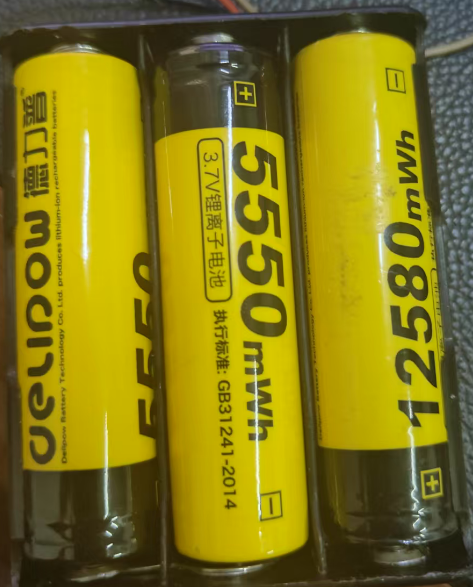 delipow 德力普®
Delipow Battery Technology Co. Ltd. produces lithium-ion rechargeable batteries
5550
+
5550mWh
3.7V锂离子电池
执行标准: GB31241-2014
−
−
12580mWh
+